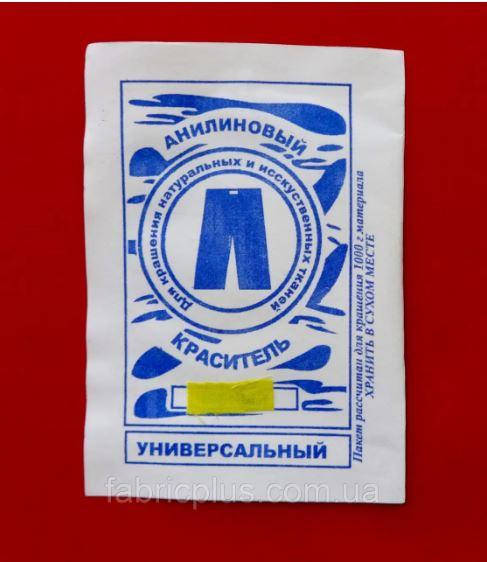 АНИЛИНОВЫЙ
Для крашения натуральных и исскуственных тканей
КРАСИТЕЛЬ
УНИВЕРСАЛЬНЫЙ
Пакет рассчитан для крашения 1000 г материала
ХРАНИТЬ В СУХОМ МЕСТЕ
fabricplus.com.ua